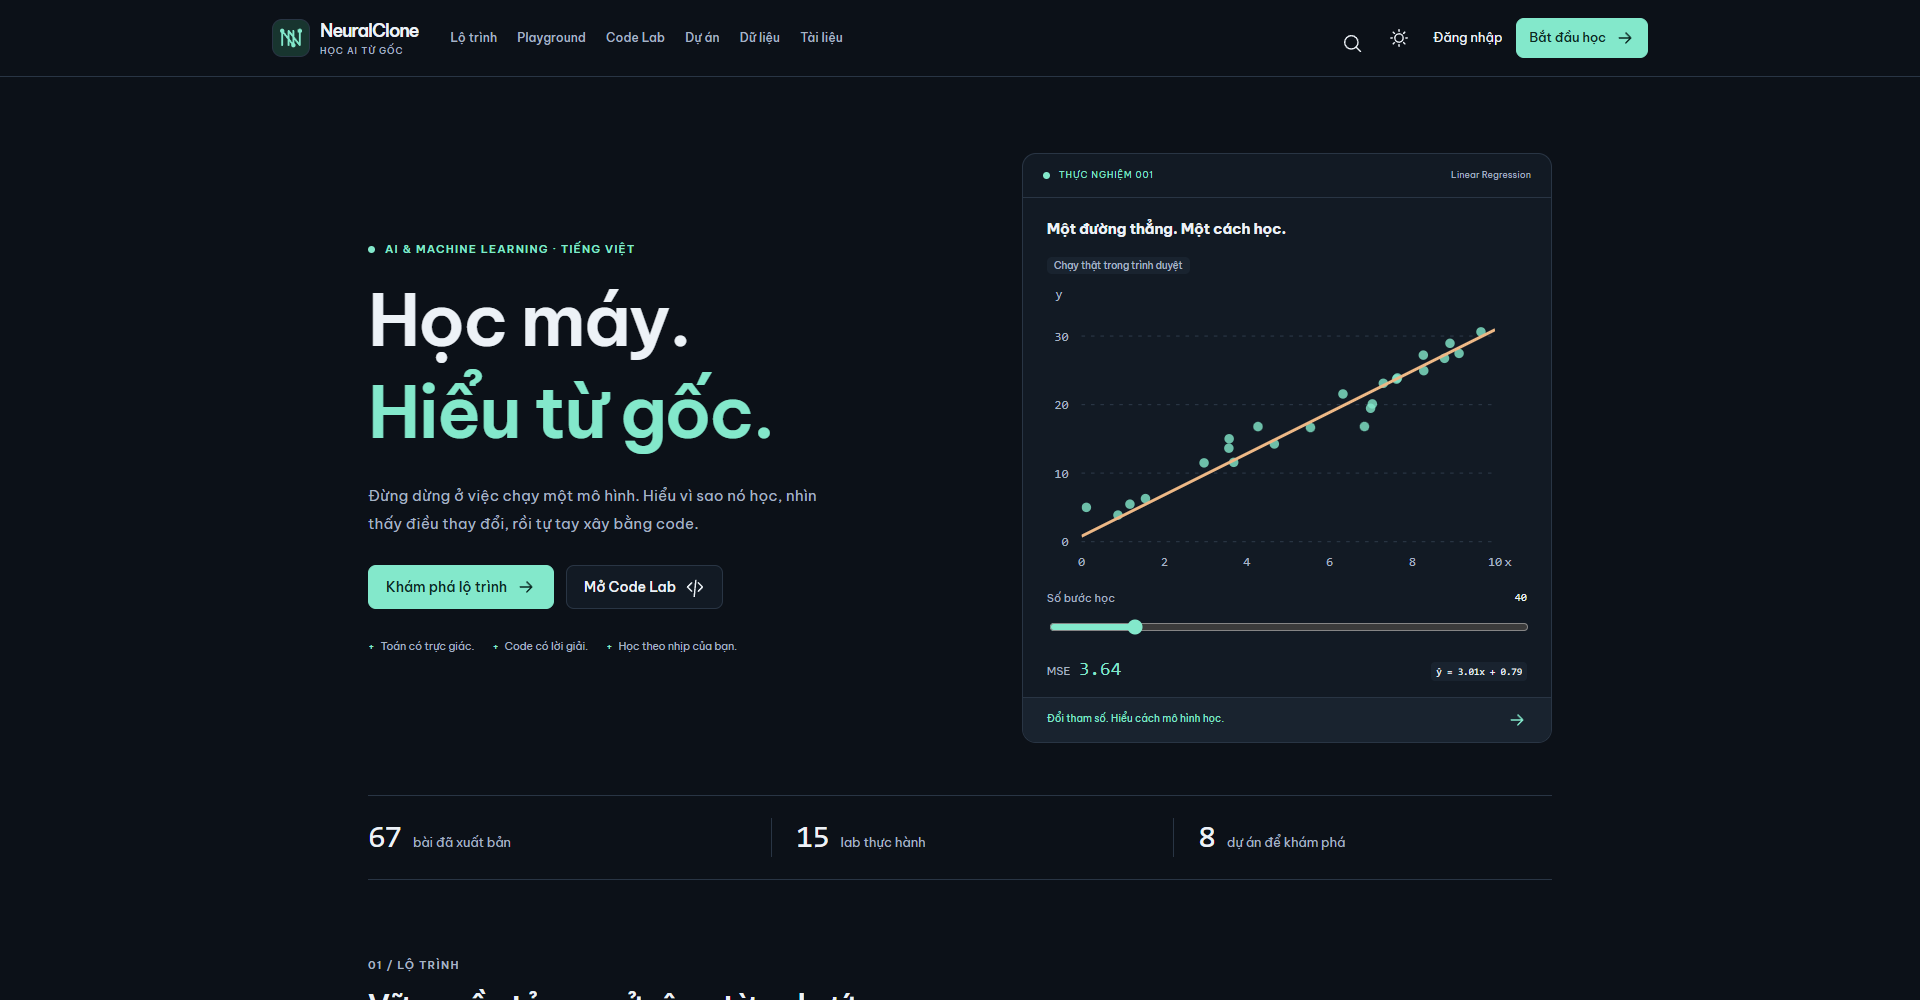 NeuralClone
HỌC AI TỪ GỐC
Lộ trình
Playground
Code Lab
Dự án
Dữ liệu
Tài liệu
Đăng nhập
Bắt đầu học
AI & MACHINE LEARNING · TIẾNG VIỆT
Học máy.
Hiểu từ gốc.
Đừng dừng ở việc chạy một mô hình. Hiểu vì sao nó học, nhìn
thấy điều thay đổi, rồi tự tay xây bằng code.
Khám phá lộ trình
Mở Code Lab
+ Toán có trực giác.
+ Code có lời giải.
+ Học theo nhịp của bạn.
THỰC NGHIỆM 001
Linear Regression
Một đường thẳng. Một cách học.
Chạy thật trong trình duyệt
y
30
20
10
0
0 2 4 6 8 10 x
Số bước học
40
MSE 3.64
ŷ = 3.01x + 0.79
Đổi tham số. Hiểu cách mô hình học.
67 bài đã xuất bản
15 lab thực hành
8 dự án để khám phá
01 / LỘ TRÌNH